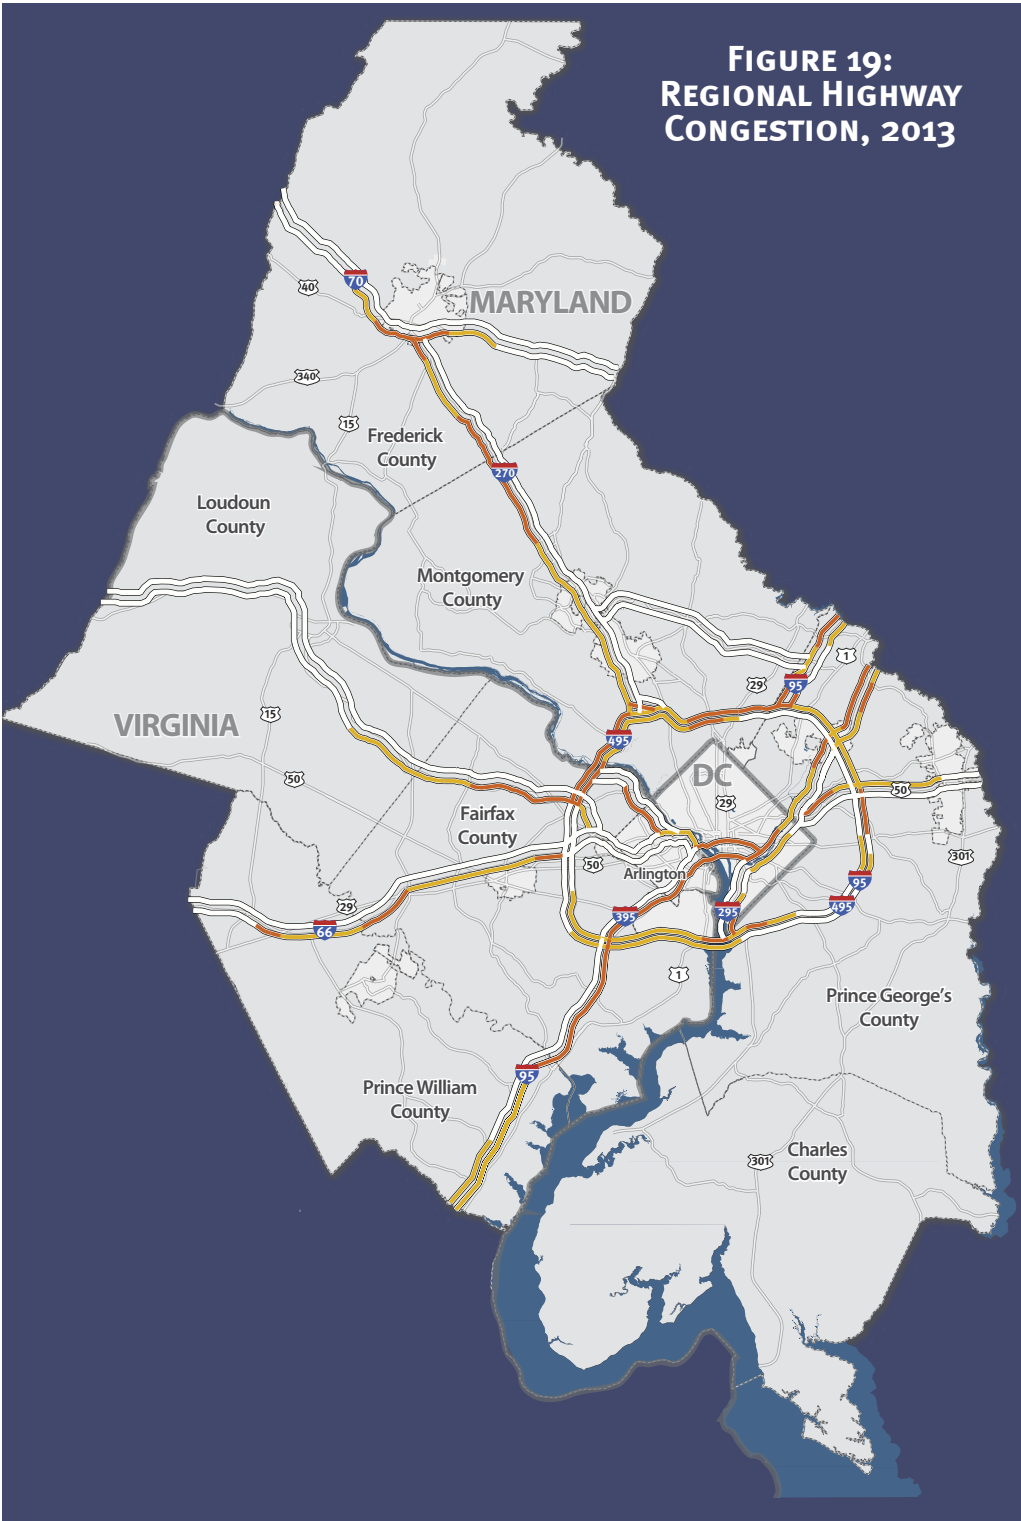 FIGURE 19:
REGIONAL HIGHWAY
CONGESTION, 2013
70
40
MARYLAND
340
15
Frederick
County
270
Loudoun
County
Montgomery
County
1
29
95
VIRGINIA
15
495
DC
50
50
29
Fairfax
County
50
301
Arlington
95
29
395
295
495
66
1
Prince George's
County
95
Prince William
County
301
Charles
County